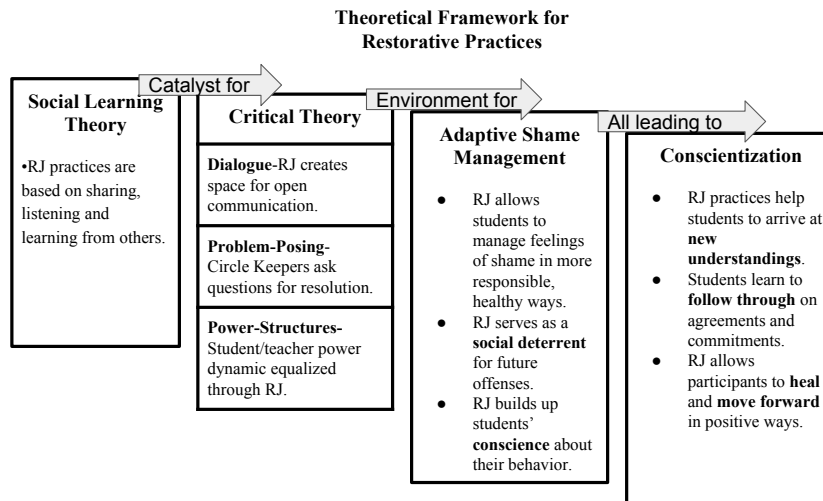 Theoretical Framework for
Restorative Practices
Catalyst for
Environment for
All leading to
Social Learning
Theory
•RJ practices are
based on sharing,
listening and
learning from others.
Critical Theory
Dialogue-RJ creates
space for open
communication.
Problem-Posing-
Circle Keepers ask
questions for resolution.
Power-Structures-
Student/teacher power
dynamic equalized
through RJ.
Adaptive Shame
Management
● RJ allows
students to
manage feelings
of shame in more
responsible,
healthy ways.
● RJ serves as a
social deterrent
for future
offenses.
● RJ builds up
students’
conscience about
their behavior.
Conscientization
● RJ practices help
students to arrive at
new
understandings.
● Students learn to
follow through on
agreements and
commitments.
● RJ allows
participants to heal
and move forward
in positive ways.